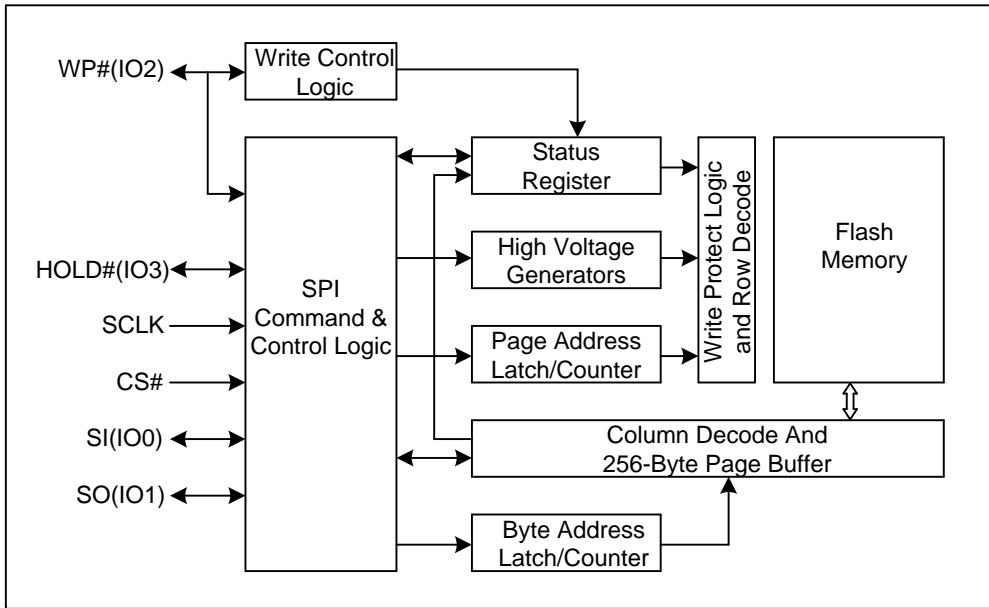 WP#(IO2)
Write Control
Logic
HOLD#(IO3)
SCLK
CS#
SI(IO0)
SO(IO1)
SPI
Command &
Control Logic
Status
Register
High Voltage
Generators
Page Address
Latch/Counter
Write Protect Logic
and Row Decode
Flash
Memory
Column Decode And
256-Byte Page Buffer
Byte Address
Latch/Counter